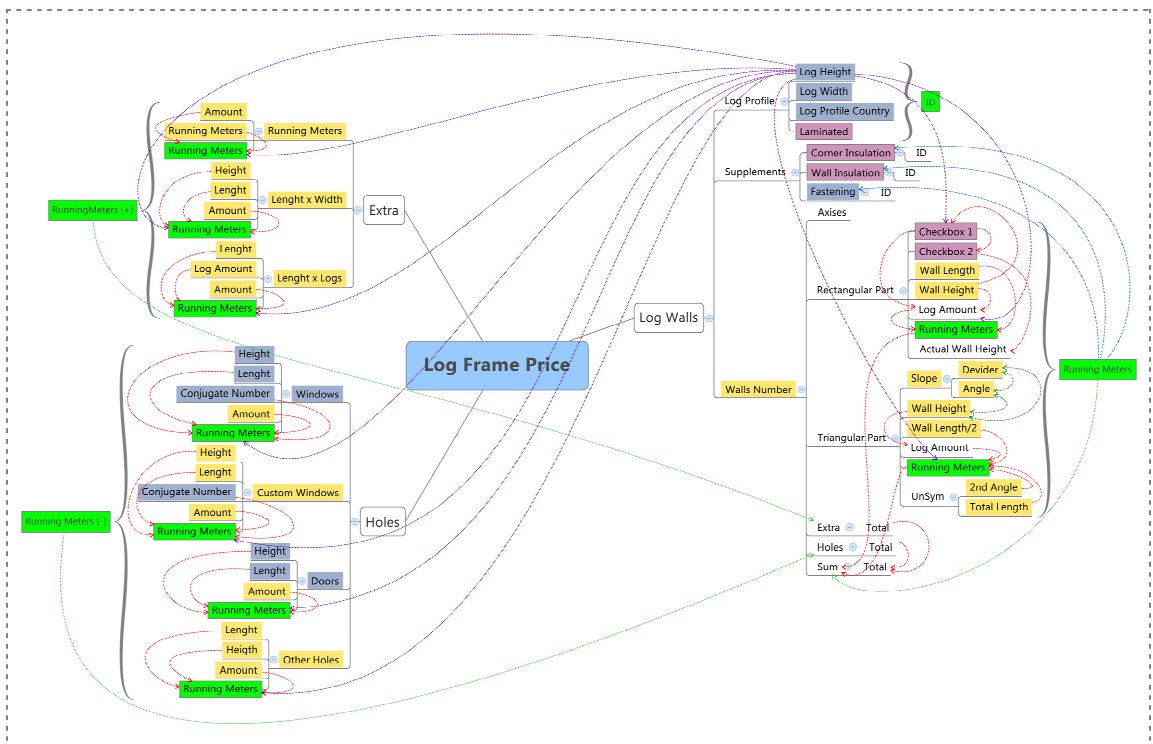 Log Frame Price
Extra
Amount
Running Meters
Running Meters
Running Meters
Height
Lenght
Amount
Running Meters
Lenght x Width
Lenght
Log Amount
Amount
Running Meters
Lenght x Logs
RunningMeters (+)
Holes
Height
Lenght
Conjugate Number
Amount
Running Meters
Windows
Height
Lenght
Conjugate Number
Amount
Running Meters
Custom Windows
Height
Lenght
Amount
Running Meters
Doors
Lenght
Heigth
Amount
Running Meters
Other Holes
Running Meters (-)
Log Walls
Log Profile
Log Height
Log Width
Log Profile Country
Laminated
ID
Supplements
Corner Insulation
ID
Wall Insulation
ID
Fastening
ID
Walls Number
Axises
Rectangular Part
Checkbox 1
Checkbox 2
Wall Length
Wall Height
Log Amount
Running Meters
Actual Wall Height
Triangular Part
Slope
Devider
Angle
Wall Height
Wall Length/2
Log Amount
Running Meters
UnSym
2nd Angle
Total Length
Running Meters
Extra
Total
Holes
Total
Sum
Total